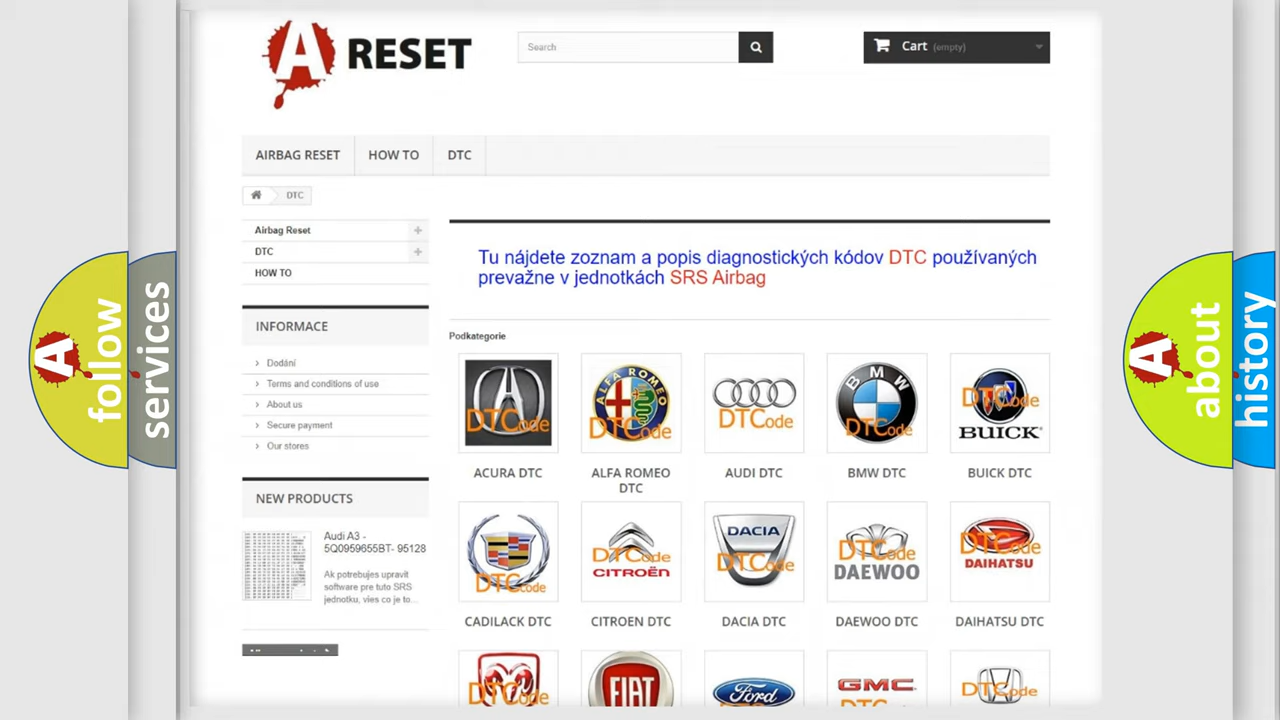 A RESET
Search
Cart (empty)
AIRBAG RESET
HOW TO
DTC
DTC
Airbag Reset
DTC
HOW TO
Tu nájdete zoznam a popis diagnostických kódov DTC používaných
prevažne v jednotkách SRS Airbag
INFORMACE
Dodání
Terms and conditions of use
About us
Secure payment
Our stores
NEW PRODUCTS
Audi A3 -
5Q0959655BT- 95128
Ak potrebujes upravit
software pre tuto SRS
jednotku, vies co je to...
Podkategorie
DTCode
ALFA ROMEO
DTCode
DTCode
BMW
DTCode
DTCode
BUICK
ACURA DTC
ALFA ROMEO
DTC
AUDI DTC
BMW DTC
BUICK DTC
DTCode
DTCode
CITROËN
DACIA
DTCode
DTCode
DAEWOO
DTCode
DAIHATSU
CADILACK DTC
CITROEN DTC
DACIA DTC
DAEWOO DTC
DAIHATSU DTC
DTCode
FIAT
Ford
GMC
DTCode
A follow
services
A about
history